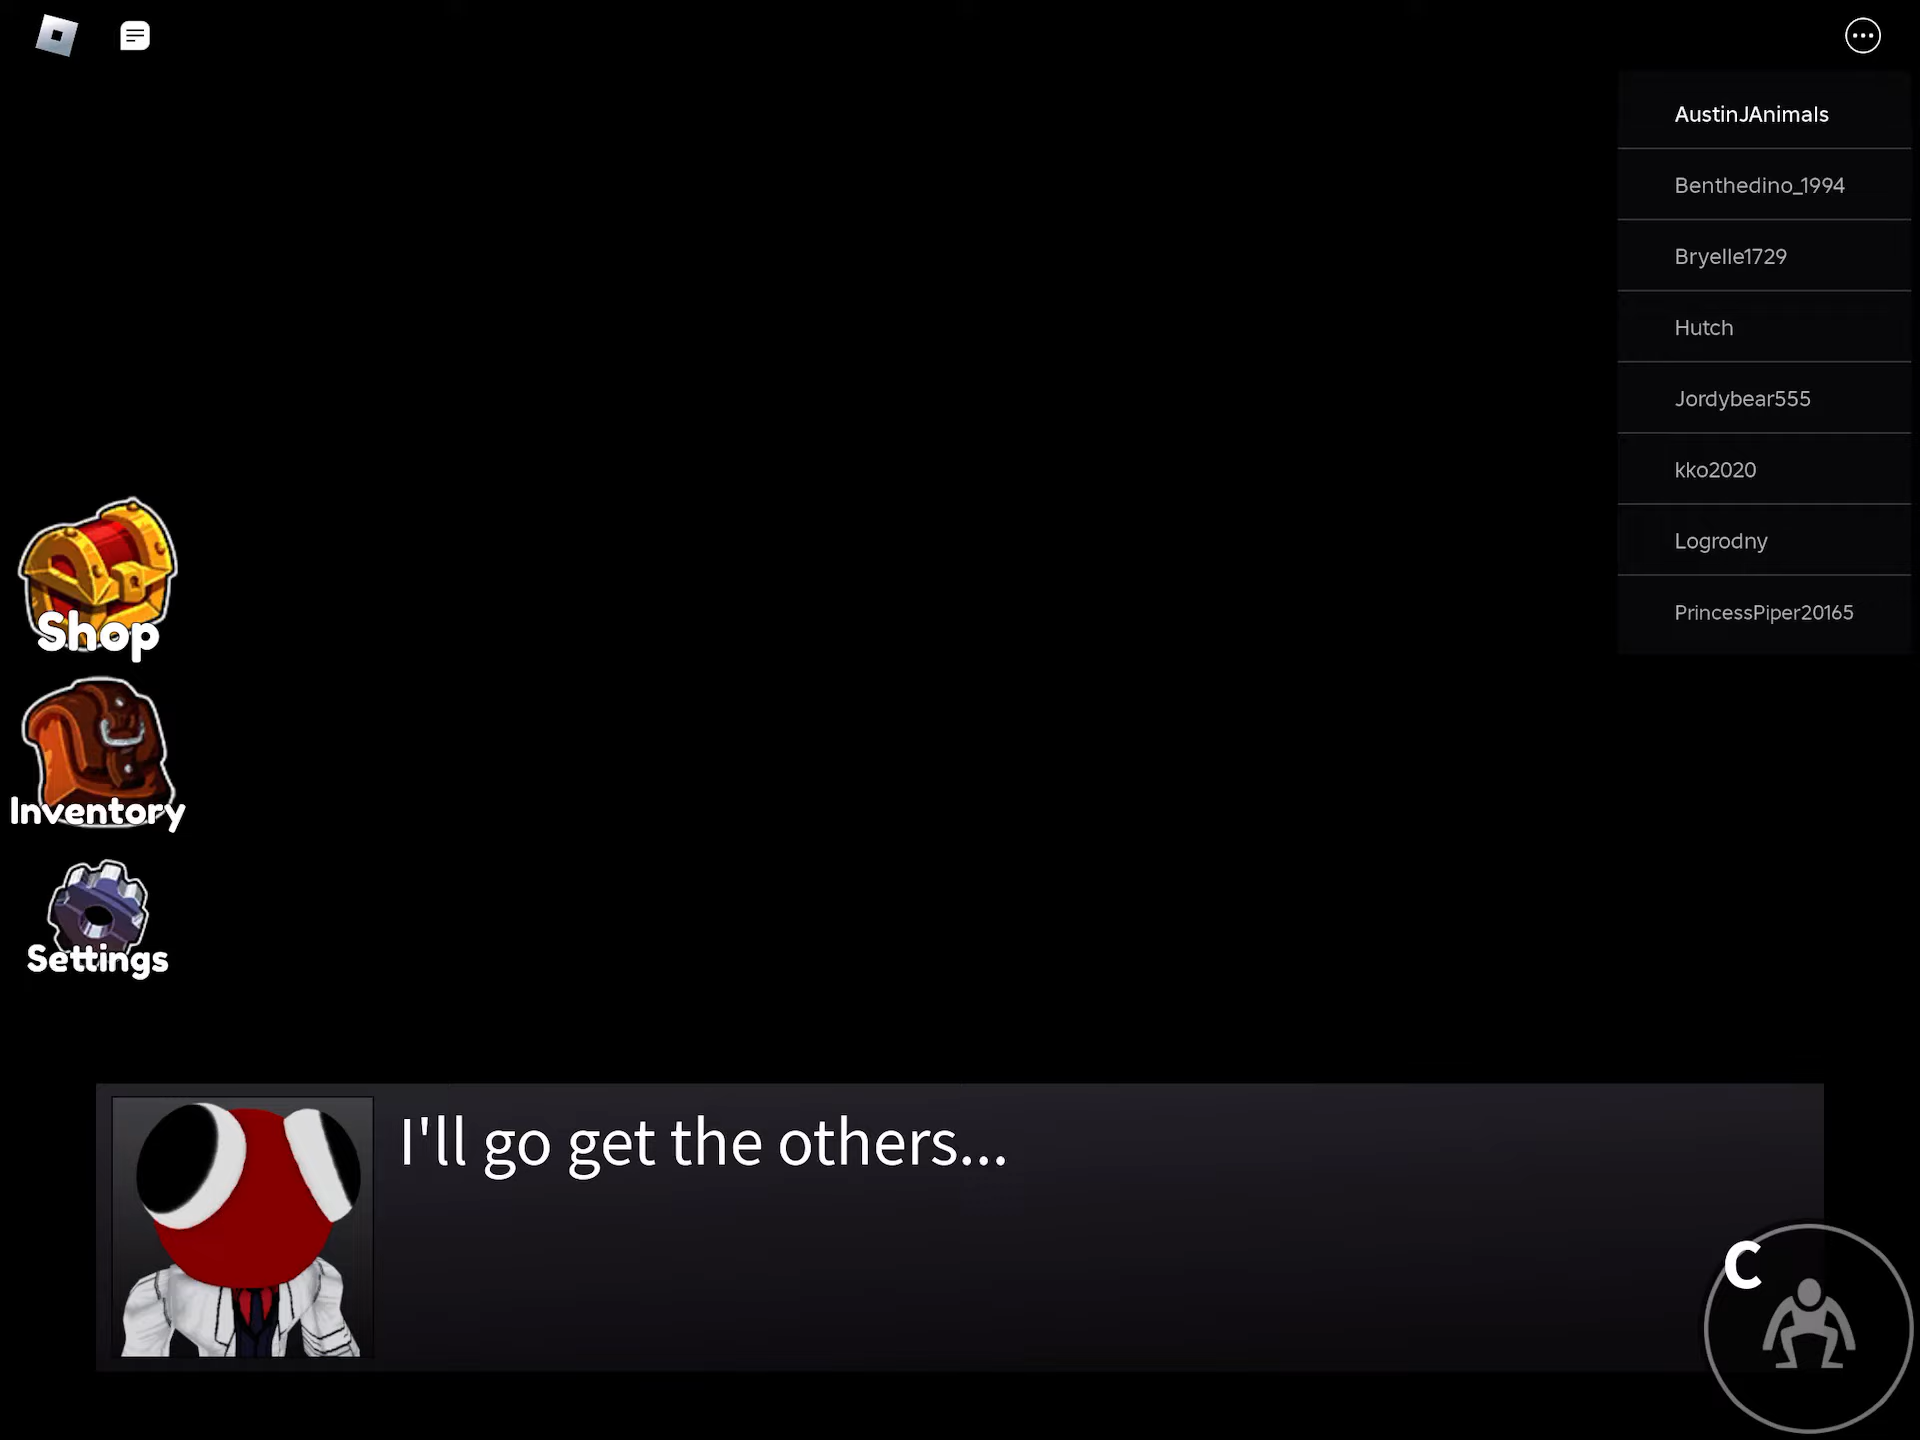 AustinJAnimals
Benthedino_1994
Bryelle1729
Hutch
Jordybear555
kko2020
Logrodny
PrincessPiper20165
Shop
Inventory
Settings
I'll go get the others...
C